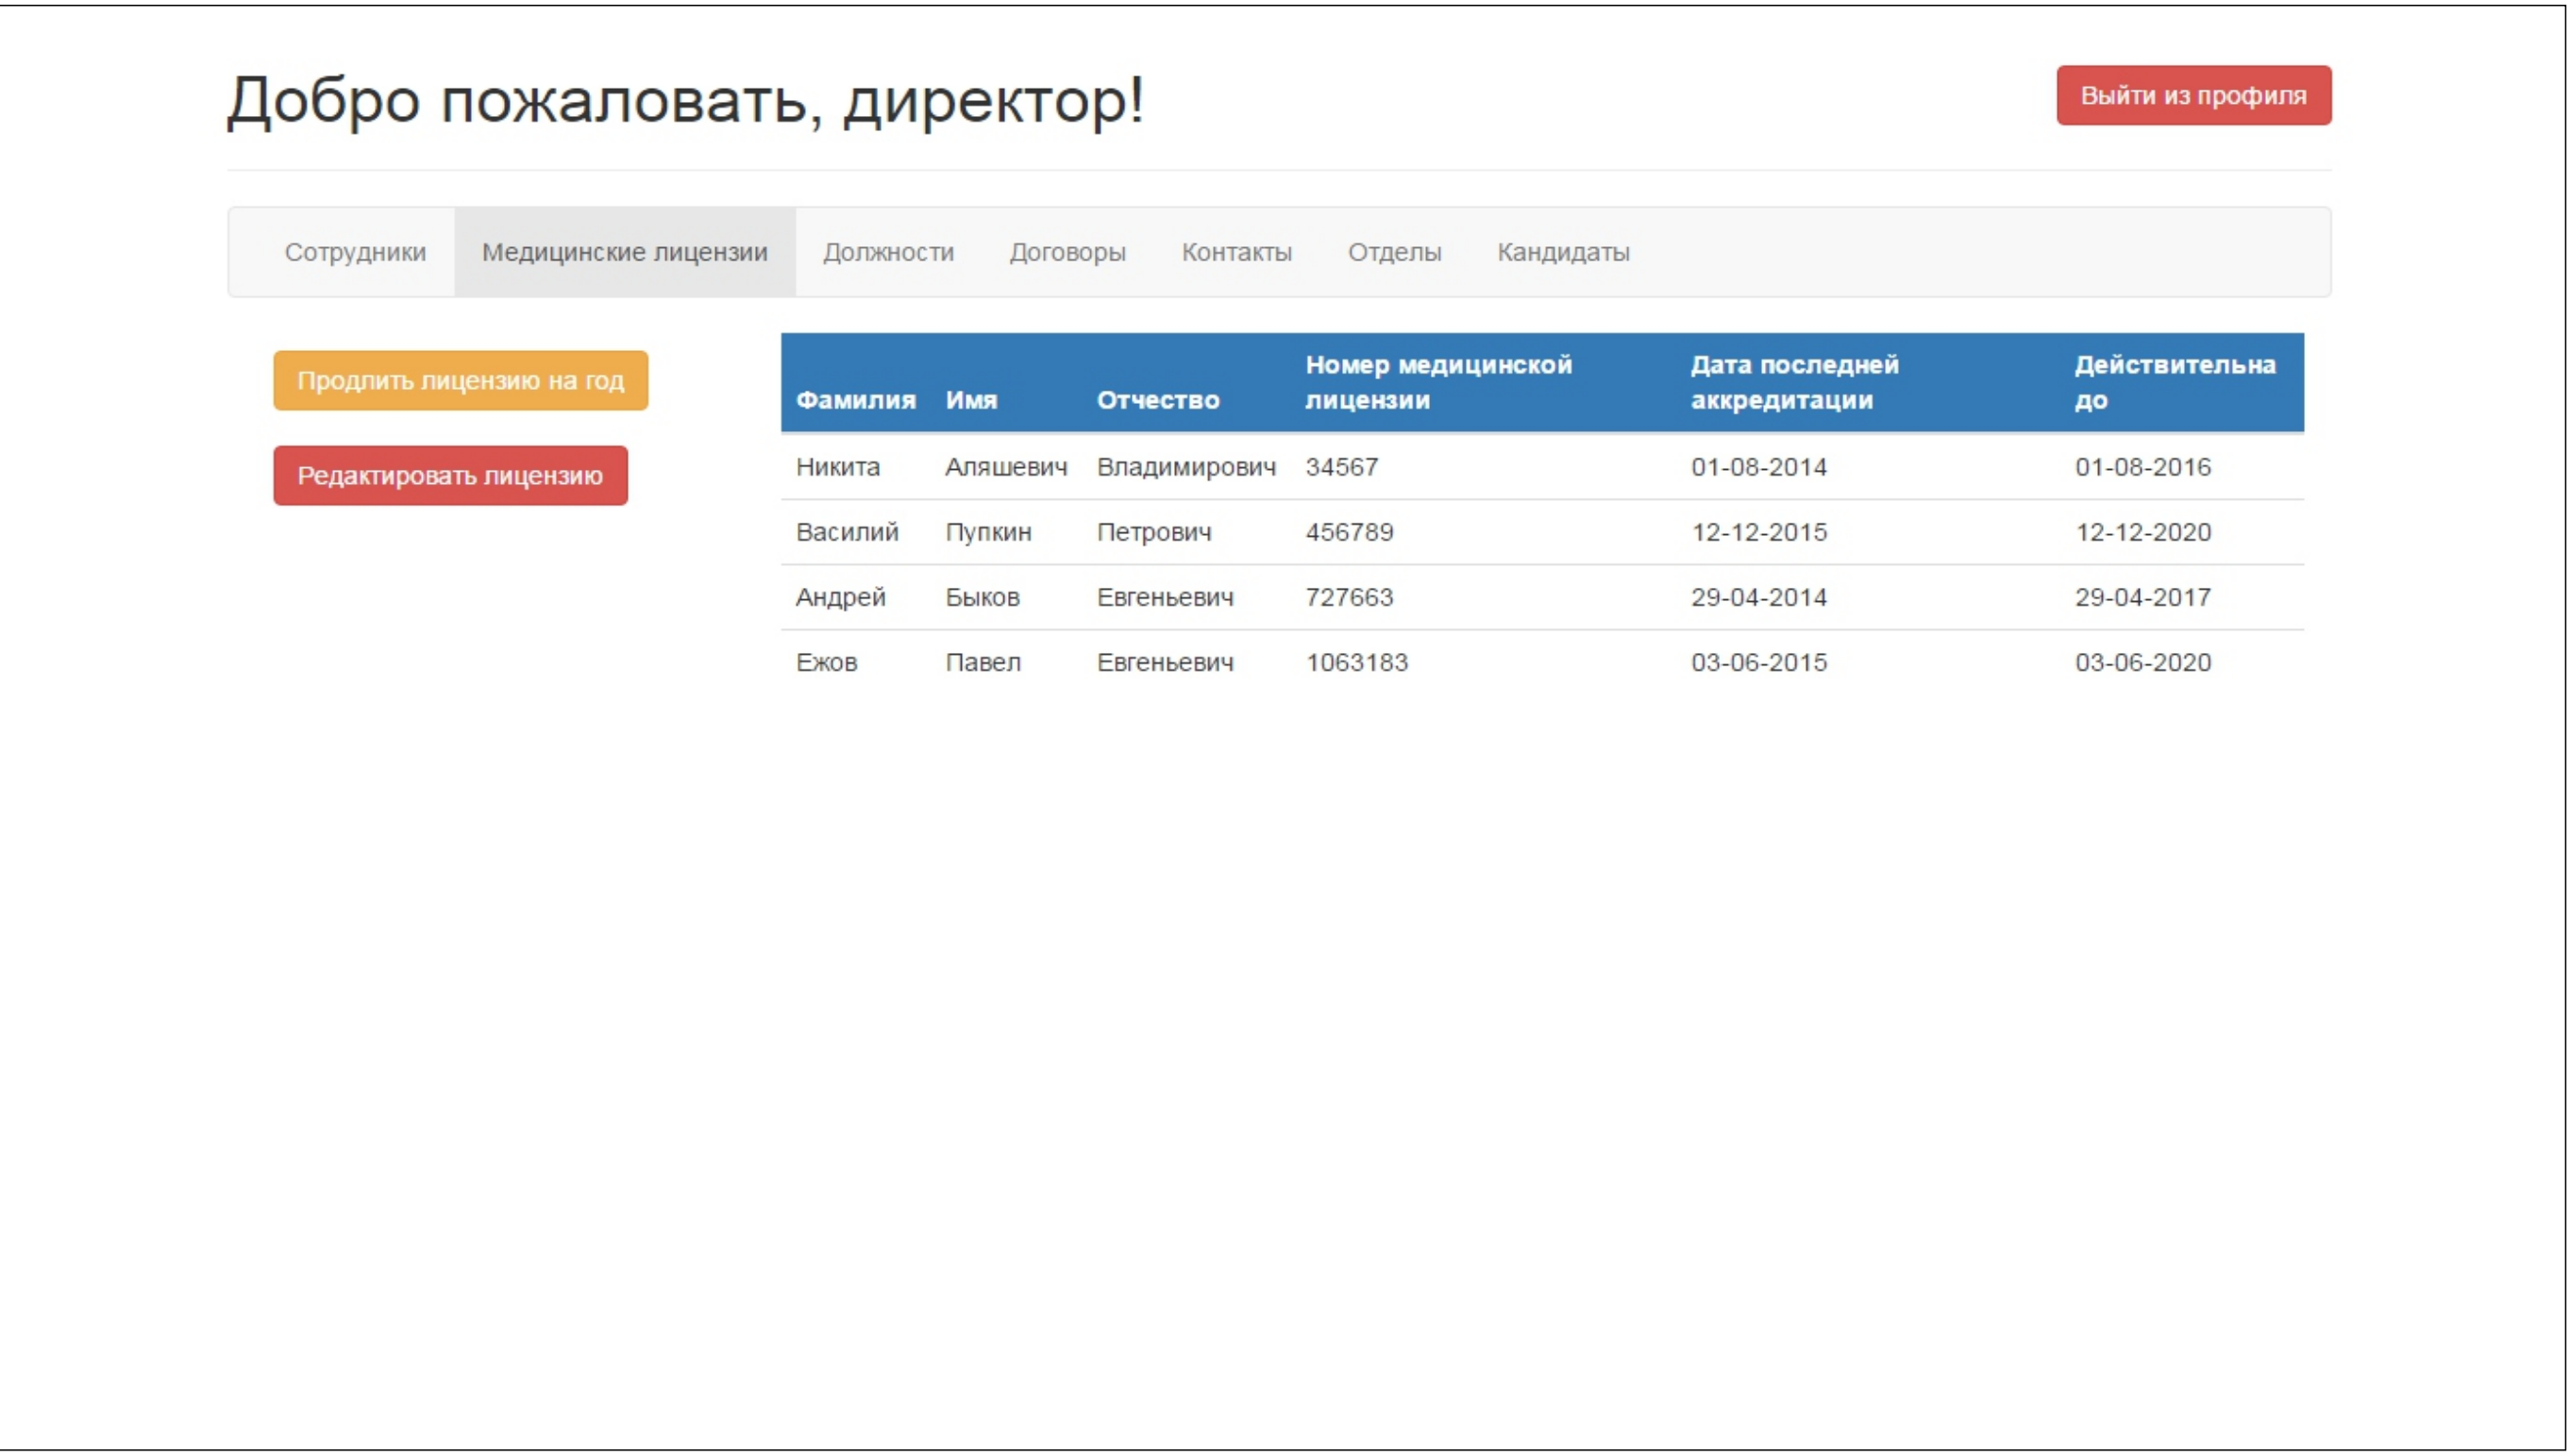 Добро пожаловать, директор!
Выйти из профиля
Сотрудники Медицинские лицензии Должности Договоры Контакты Отделы Кандидаты
Продлить лицензию на год
Редактировать лицензию
Фамилия Имя Отчество Номер медицинской лицензии Дата последней аккредитации Действительна до
Никита Аляшевич Владимирович 34567 01-08-2014 01-08-2016
Василий Пупкин Петрович 456789 12-12-2015 12-12-2020
Андрей Быков Евгеньевич 727663 29-04-2014 29-04-2017
Ежов Павел Евгеньевич 1063183 03-06-2015 03-06-2020